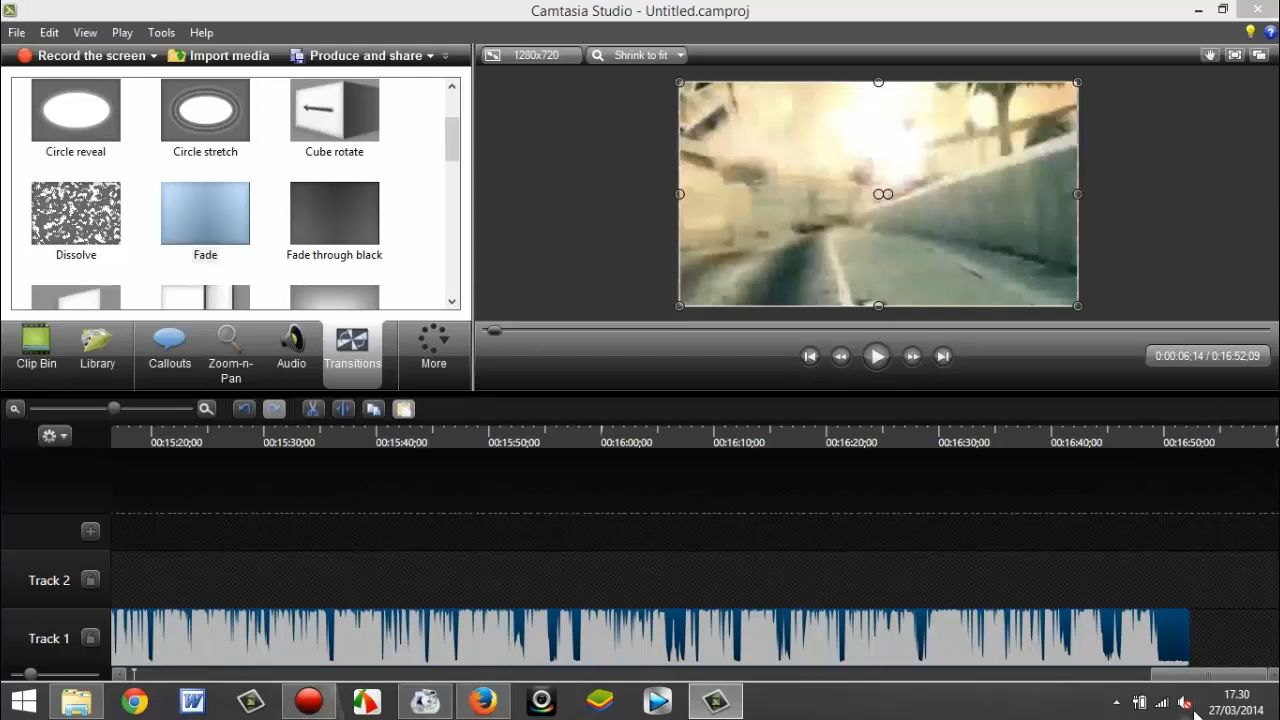 Camtasia Studio - Untitled.camproj
File Edit View Play Tools Help
Record the screen Import media Produce and share
1280x720 Shrink to fit
Circle reveal Circle stretch Cube rotate
Dissolve Fade Fade through black
Clip Bin Library Callouts Zoom-n-Pan Audio Transitions More
0:00:06;14 / 0:16:52;09
00:15:20;00 00:15:30;00 00:15:40;00 00:15:50;00 00:16:00;00 00:16:10;00 00:16:20;00 00:16:30;00 00:16:40;00 00:16:50;00
Track 2
Track 1
17.30
27/03/2014